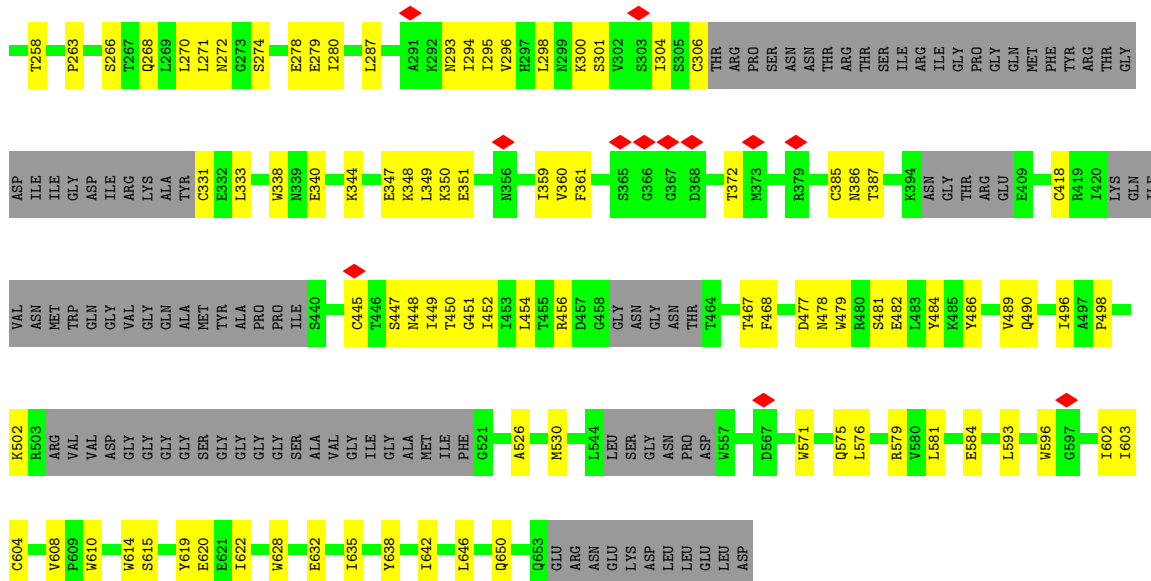 T258 P263 S266 T267 Q268 L269 L270 L271 N272 G273 S274 E278 E279 I280 L287 A291 K292 N293 I294 I295 V296 H297 L298 N299 K300 S301 V302 S303 I304 S305 C306 THR ARG PRO SER ASN ASN THR ARG THR SER ILE ARG ILE GLY PRO GLY GLN MET PHE TYR ARG THR GLY
ASP ILE ILE GLY ASP ILE ARG LYS ALA TYR C331 E332 L333 W338 N339 E340 K344 E347 K348 L349 K350 E351 N356 I359 V360 F361 S365 G366 G367 D368 T372 M373 R379 C385 N386 T387 K394 ASN GLY THR ARG GLU E409 C418 R419 I420 LYS GLN ILE
VAL ASN MET TRP GLN GLY VAL GLY GLN ALA MET TYR ALA PRO PRO ILE S440 C445 T446 S447 N448 I449 T450 G451 I452 I453 L454 T455 R456 D457 G458 GLY ASN GLY ASN THR T464 T467 F468 D477 N478 W479 R480 S481 E482 L483 Y484 K485 Y486 V489 Q490 I496 A497 P498
K502 R503 ARG VAL VAL ASP GLY GLY GLY GLY SER GLY GLY GLY GLY SER ALA VAL GLY ILE GLY ALA MET ILE PHE G521 A526 M530 L544 LEU SER GLY ASN PRO ASP W557 D567 W571 Q575 L576 R579 V580 L581 E584 L593 W596 G597 I602 I603
C604 V608 P609 W610 W614 S615 Y619 E620 E621 I622 W628 E632 I635 Y638 I642 L646 Q650 Q653 GLU ARG ASN GLU LYS ASP LEU LEU GLU LEU ASP